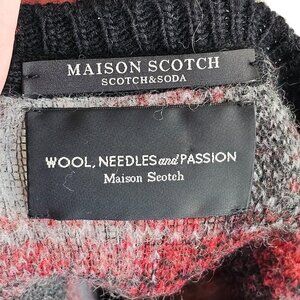 MAISON SCOTCH
SCOTCH&SODA
WOOL, NEEDLES and PASSION
Maison Scotch